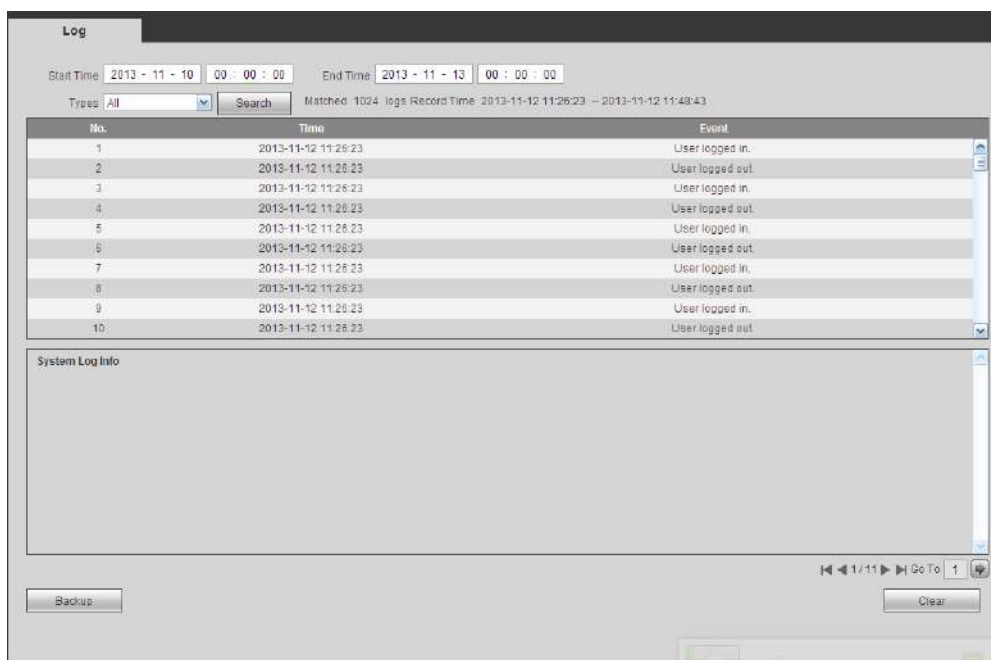 Log
Start Time 2013 - 11 - 10 00 : 00 : 00 End Time 2013 - 11 - 13 00 : 00 : 00
Types All Search Matched 1024 logs Record Time 2013-11-12 11:26:23 -- 2013-11-12 11:48:43
No. Time Event
1 2013-11-12 11:26:23 User logged in.
2 2013-11-12 11:26:23 User logged out.
3 2013-11-12 11:26:23 User logged in.
4 2013-11-12 11:26:23 User logged out.
5 2013-11-12 11:26:23 User logged in.
6 2013-11-12 11:26:23 User logged out.
7 2013-11-12 11:26:23 User logged in.
8 2013-11-12 11:26:23 User logged out.
9 2013-11-12 11:26:23 User logged in.
10 2013-11-12 11:26:23 User logged out.
System Log Info
1/11 Go To 1
Backup Clear